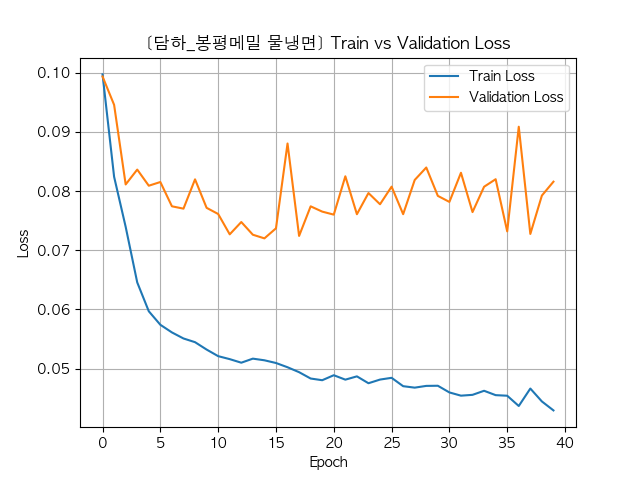 [담하_봉평메밀 물냉면] Train vs Validation Loss
Train Loss
Validation Loss
0.10
0.09
0.08
0.07
0.06
0.05
Loss
0 5 10 15 20 25 30 35 40
Epoch